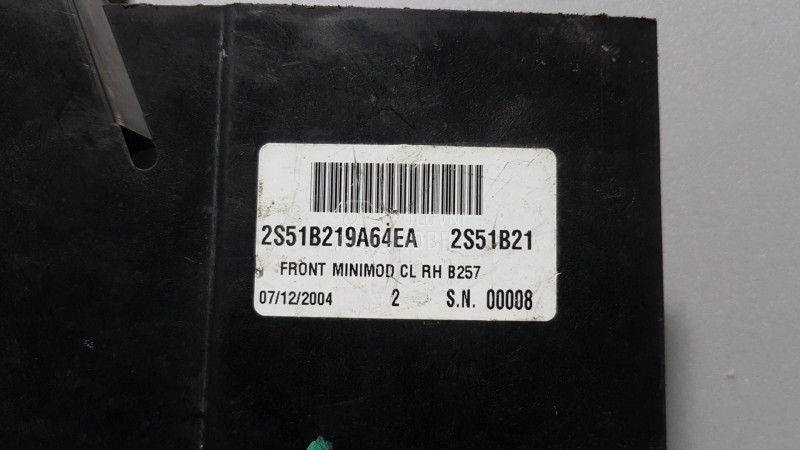 2S51B219A64EA 2S51B21
FRONT MINIMOD CL RH B257
07/12/2004 2 S.N. 00008